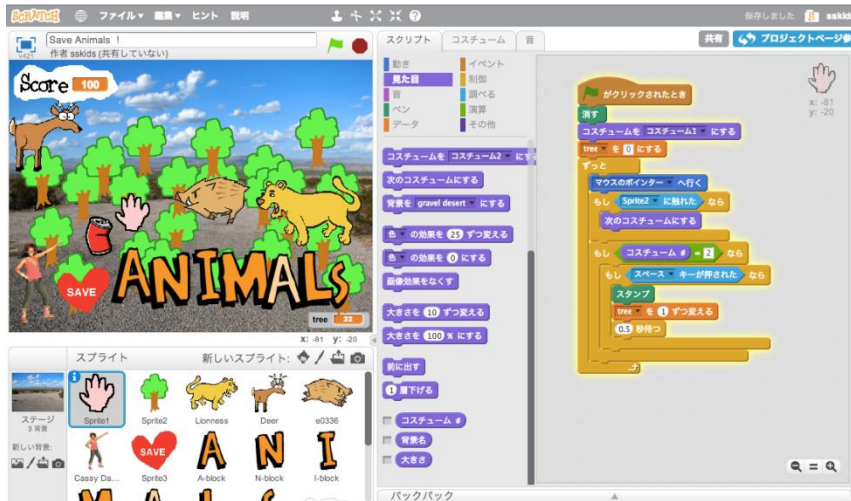 SCRATCH ファイル▼ 編集▼ ヒント 説明 保存しました sskid
v421
Save Animals ！
作者 sskids (共有していない)
Score 100
SAVE
ANIMALS
tree 22
X: -81 y: -20
スプライト 新しいスプライト:
ステージ
3 背景
新しい背景:
Sprite1
Sprite2
Lionness
Deer
e0336
Cassy Da...
SAVE
Sprite3
A
A-block
N
N-block
I
I-block
スクリプト コスチューム 音
共有 プロジェクトページ参
動き イベント
見た目 制御
音 調べる
ペン 演算
データ その他
コスチュームを コスチューム2 ▼ にす
次のコスチュームにする
背景を gravel desert ▼ にする
色 ▼ の効果を 25 ずつ変える
色 ▼ の効果を 0 にする
画像効果をなくす
大きさを 10 ずつ変える
大きさを 100 % にする
前に出す
1 層下げる
コスチューム #
背景名
大きさ
がクリックされたとき
消す
コスチュームを コスチューム1 ▼ にする
tree ▼ を 0 にする
ずっと
マウスのポインター ▼ へ行く
もし Sprite2 ▼ に触れた なら
次のコスチュームにする
もし コスチューム # = 2 なら
もし スペース ▼ キーが押された なら
スタンプ
tree ▼ を 1 ずつ変える
0.5 秒待つ
x: -81
y: -20
バックパック